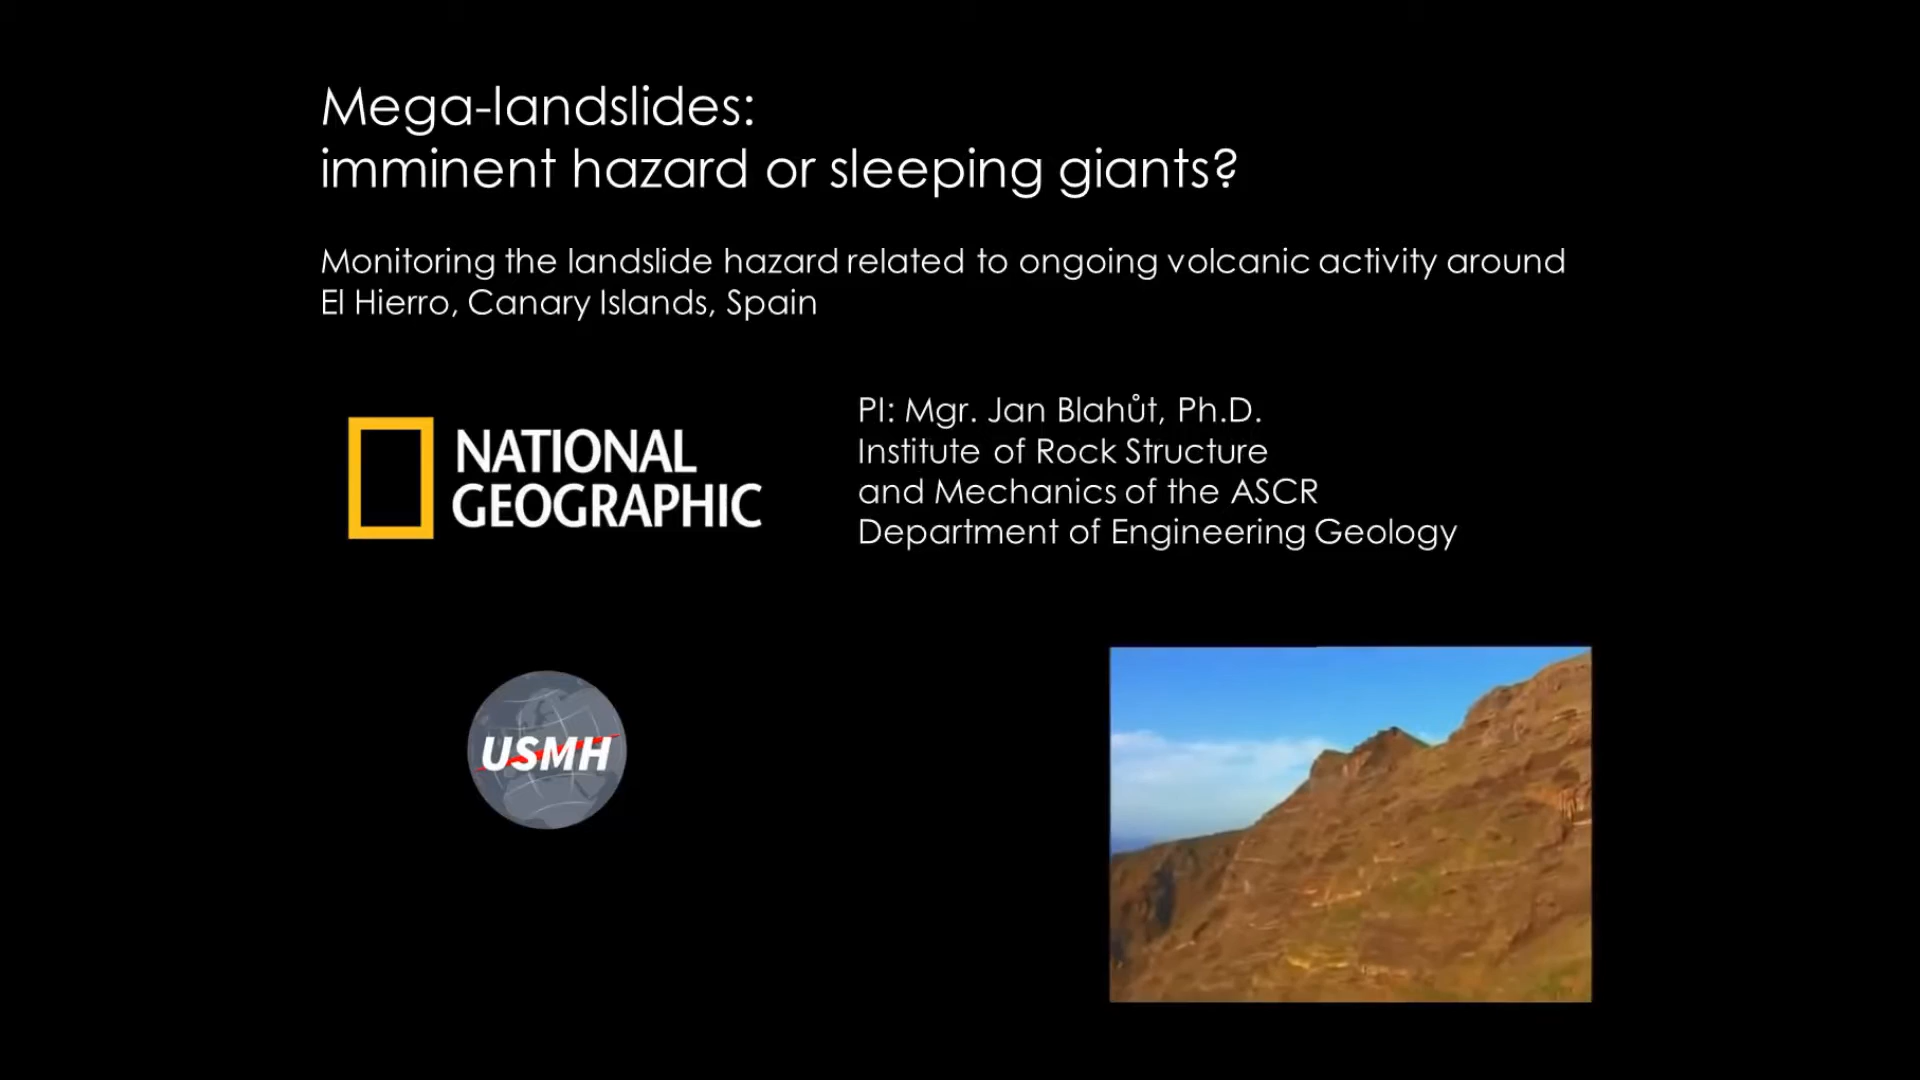 Mega-landslides:
imminent hazard or sleeping giants?
Monitoring the landslide hazard related to ongoing volcanic activity around
El Hierro, Canary Islands, Spain
NATIONAL
GEOGRAPHIC
PI: Mgr. Jan Blahůt, Ph.D.
Institute of Rock Structure
and Mechanics of the ASCR
Department of Engineering Geology
USMH